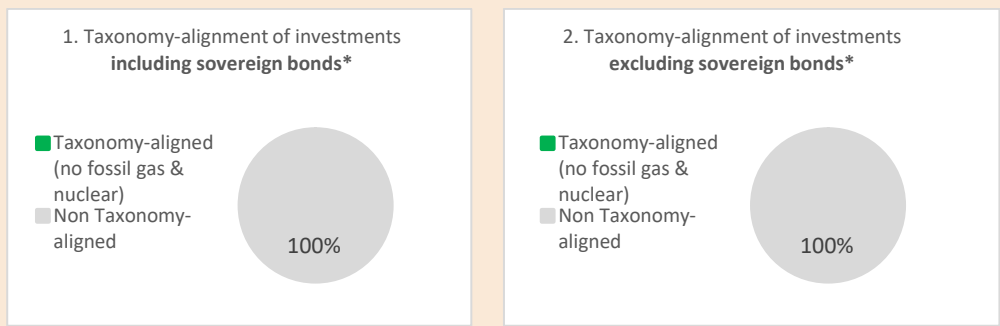 1. Taxonomy-alignment of investments
including sovereign bonds*
Taxonomy-aligned
(no fossil gas &
nuclear)
Non Taxonomy-
aligned
100%
2. Taxonomy-alignment of investments
excluding sovereign bonds*
Taxonomy-aligned
(no fossil gas &
nuclear)
Non Taxonomy-
aligned
100%